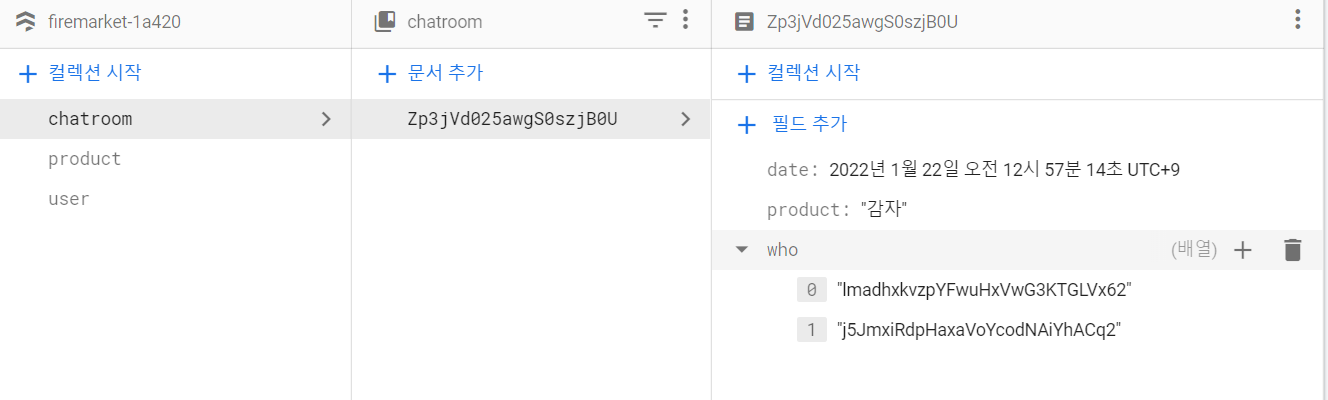 firemarket-1a420
chatroom
Zp3jVd025awgS0szjB0U
컬렉션 시작
문서 추가
컬렉션 시작
chatroom
Zp3jVd025awgS0szjB0U
필드 추가
product
user
date: 2022년 1월 22일 오전 12시 57분 14초 UTC+9
product: "감자"
who (배열)
0 "lmadhxkvzpYFwuHxVwG3KTGLVx62"
1 "j5JmxiRdpHaxaVoYcodNAiYhACq2"